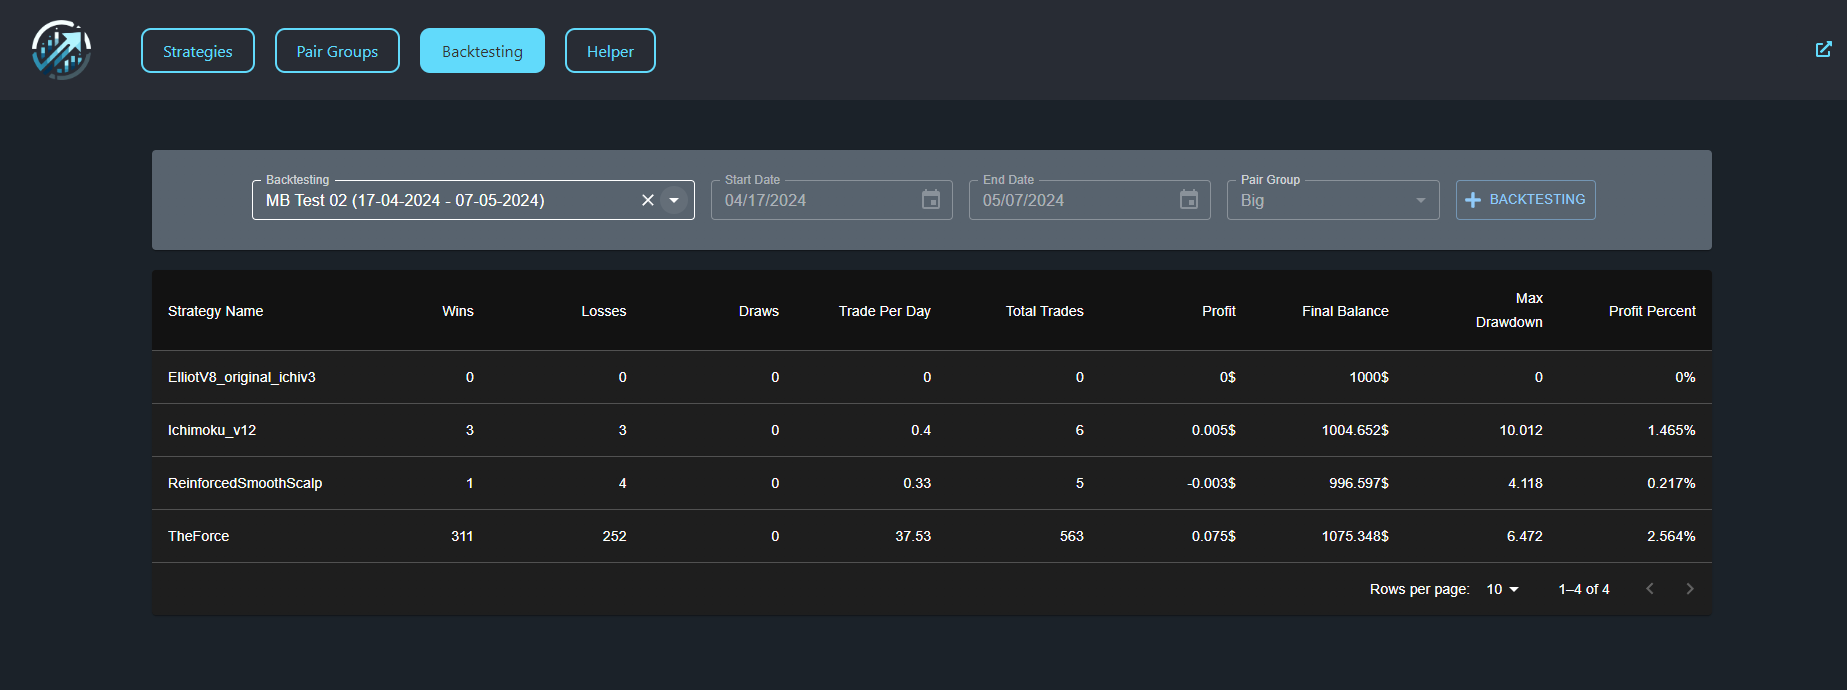 Strategies Pair Groups Backtesting Helper
Backtesting Start Date End Date Pair Group
MB Test 02 (17-04-2024 - 07-05-2024) 04/17/2024 05/07/2024 Big BACKTESTING
Strategy Name Wins Losses Draws Trade Per Day Total Trades Profit Final Balance Max Drawdown Profit Percent
ElliotV8_original_ichiv3 0 0 0 0 0 0$ 1000$ 0 0%
Ichimoku_v12 3 3 0 0.4 6 0.005$ 1004.652$ 10.012 1.465%
ReinforcedSmoothScalp 1 4 0 0.33 5 -0.003$ 996.597$ 4.118 0.217%
TheForce 311 252 0 37.53 563 0.075$ 1075.348$ 6.472 2.564%
Rows per page: 10 1–4 of 4